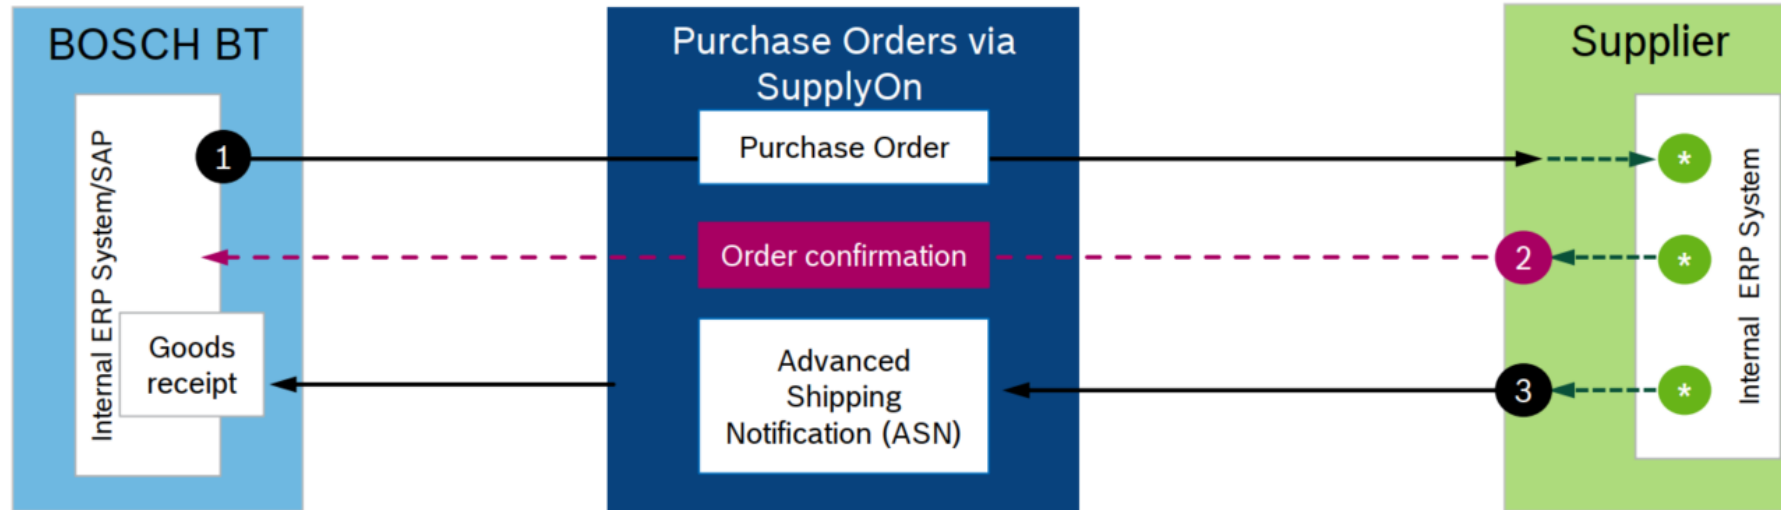 BOSCH BT
Internal ERP System/SAP
1
Goods
receipt
Purchase Orders via
SupplyOn
Purchase Order
Order confirmation
Advanced
Shipping
Notification (ASN)
Supplier
*
2
*
3
*
Internal ERP System